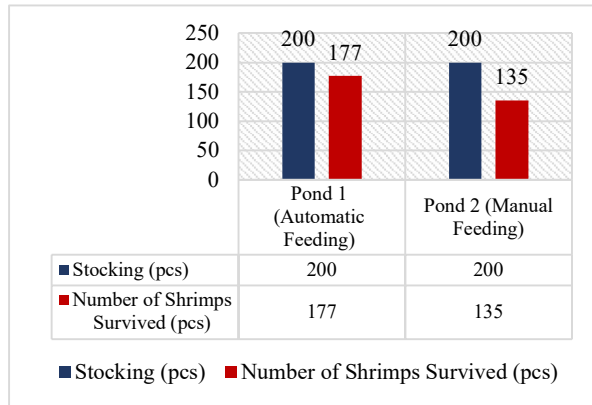 250
200
150
100
50
0
200
177
200
135
Pond 1
(Automatic
Feeding)
Pond 2 (Manual
Feeding)
Stocking (pcs)
200
200
Number of Shrimps
Survived (pcs)
177
135
Stocking (pcs)
Number of Shrimps Survived (pcs)